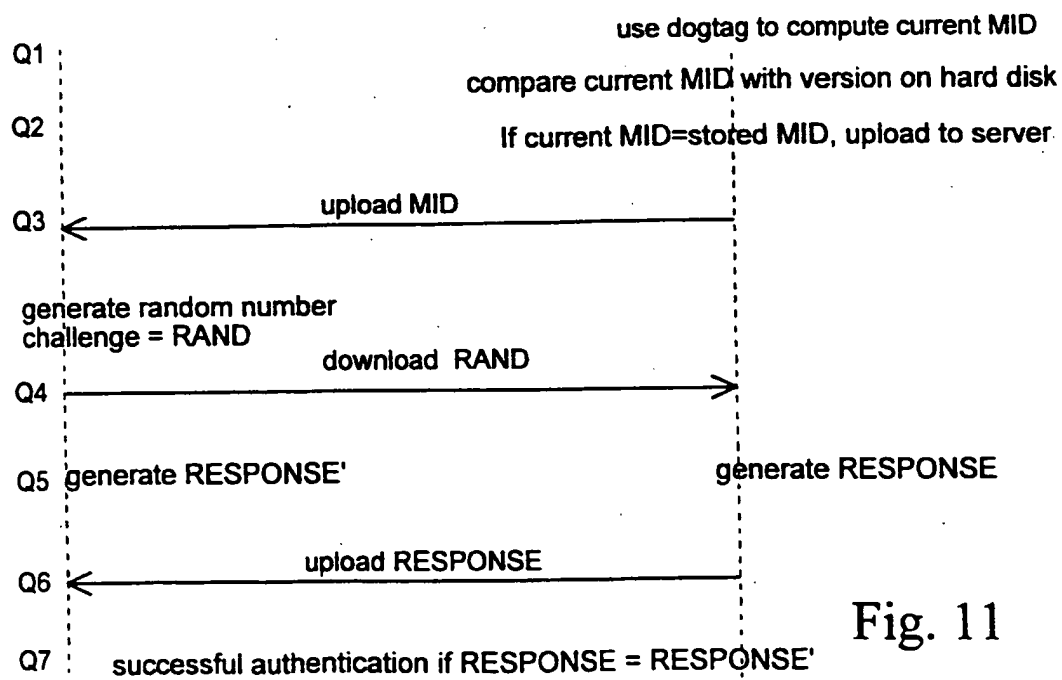 use dogtag to compute current MID
Q1
compare current MID with version on hard disk
Q2
If current MID=stored MID, upload to server
upload MID
Q3
generate random number
challenge = RAND
download RAND
Q4
Q5 generate RESPONSE' generate RESPONSE
upload RESPONSE
Q6
Fig. 11
Q7 successful authentication if RESPONSE = RESPONSE'